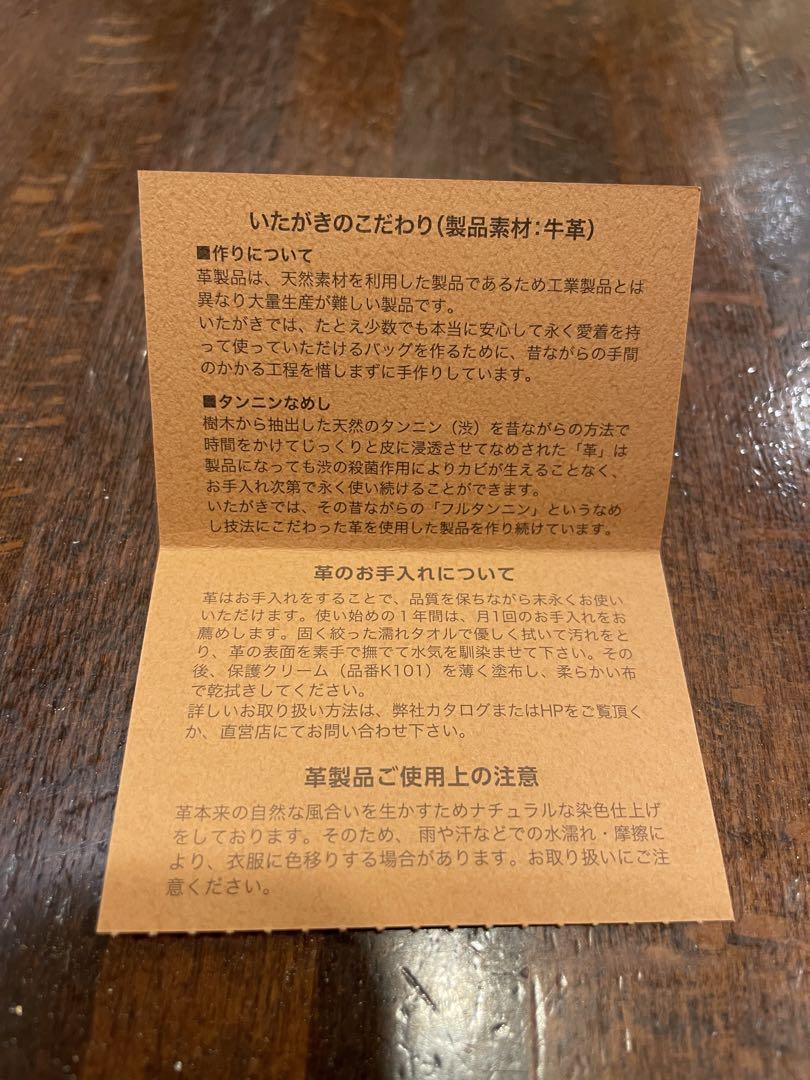 いたがきのこだわり(製品素材:牛革)
■作りについて
革製品は、天然素材を利用した製品であるため工業製品とは
異なり大量生産が難しい製品です。
いたがきでは、たとえ少数でも本当に安心して永く愛着を持
って使っていただけるバッグを作るために、昔ながらの手間
のかかる工程を惜しまずに手作りしています。
■タンニンなめし
樹木から抽出した天然のタンニン（渋）を昔ながらの方法で
時間をかけてじっくりと皮に浸透させてなめされた「革」は
製品になっても渋の殺菌作用によりカビが生えることなく、
お手入れ次第で永く使い続けることができます。
いたがきでは、その昔ながらの「フルタンニン」というなめ
し技法にこだわった革を使用した製品を作り続けています。
革のお手入れについて
革はお手入れをすることで、品質を保ちながら末永くお使い
いただけます。使い始めの１年間は、月1回のお手入れをお
薦めします。固く絞った濡れタオルで優しく拭いて汚れをと
り、革の表面を素手で撫でて水気を馴染ませて下さい。その
後、保護クリーム（品番K101）を薄く塗布し、柔らかい布
で乾拭きしてください。
詳しいお取り扱い方法は、弊社カタログまたはHPをご覧頂く
か、直営店にてお問い合わせ下さい。
革製品ご使用上の注意
革本来の自然な風合いを生かすためナチュラルな染色仕上げ
をしております。そのため、雨や汗などでの水濡れ・摩擦に
より、衣服に色移りする場合があります。お取り扱いにご注
意ください。